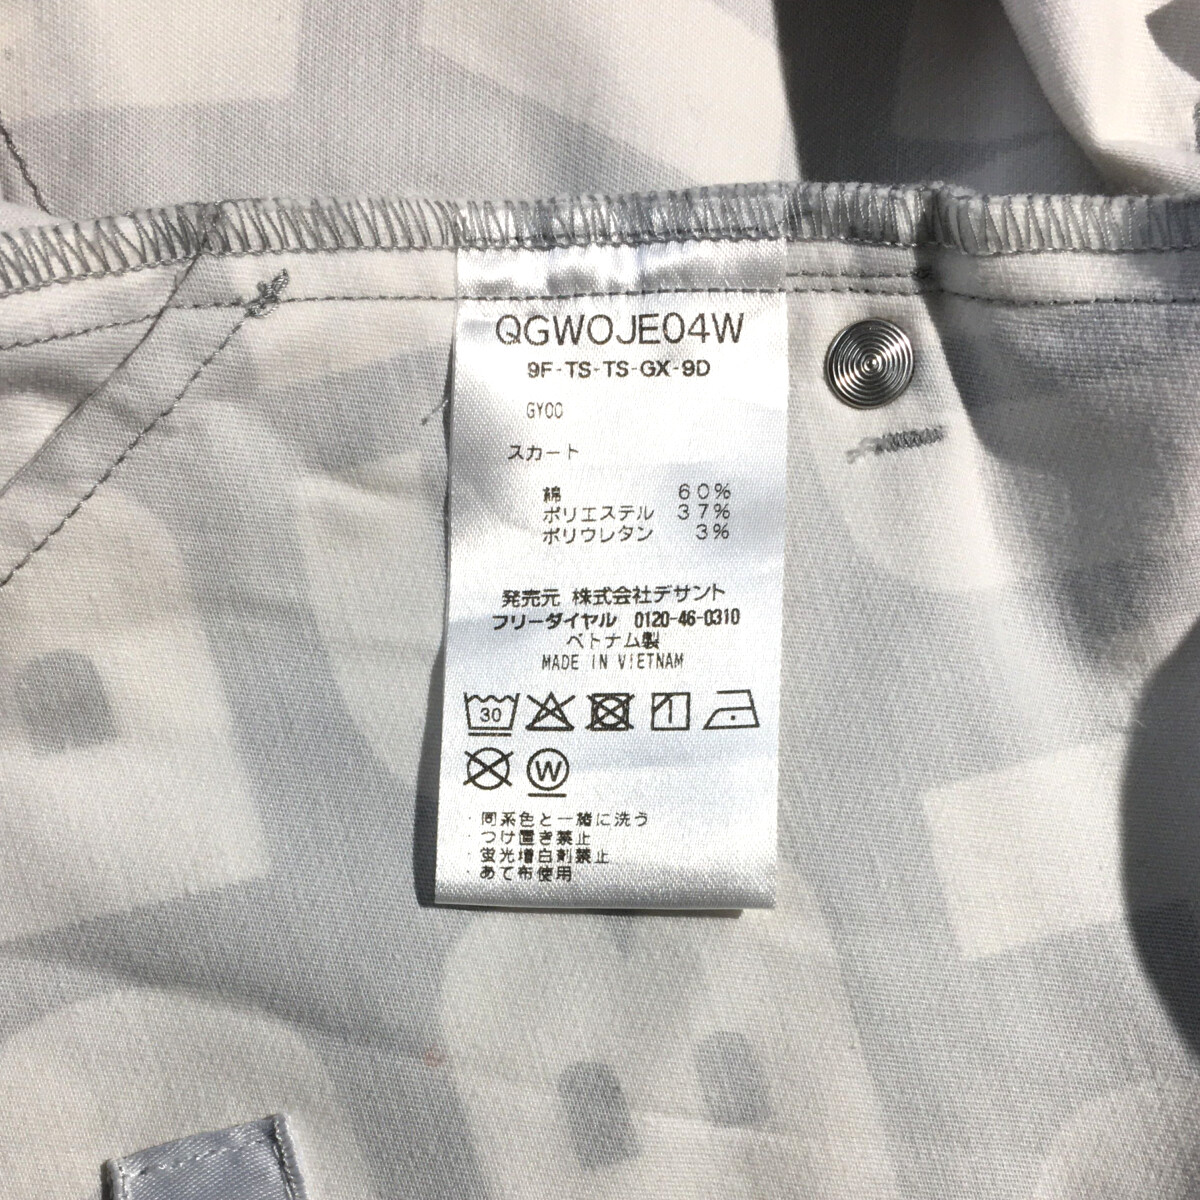 QGWOJE04W
9F-TS-TS-GX-9D
GY00
スカート
綿 60%
ポリエステル 37%
ポリウレタン 3%
発売元 株式会社デサント
フリーダイヤル 0120-46-0310
ベトナム製
MADE IN VIETNAM
30
W
・同系色と一緒に洗う
・つけ置き禁止
・蛍光増白剤禁止
・あて布使用